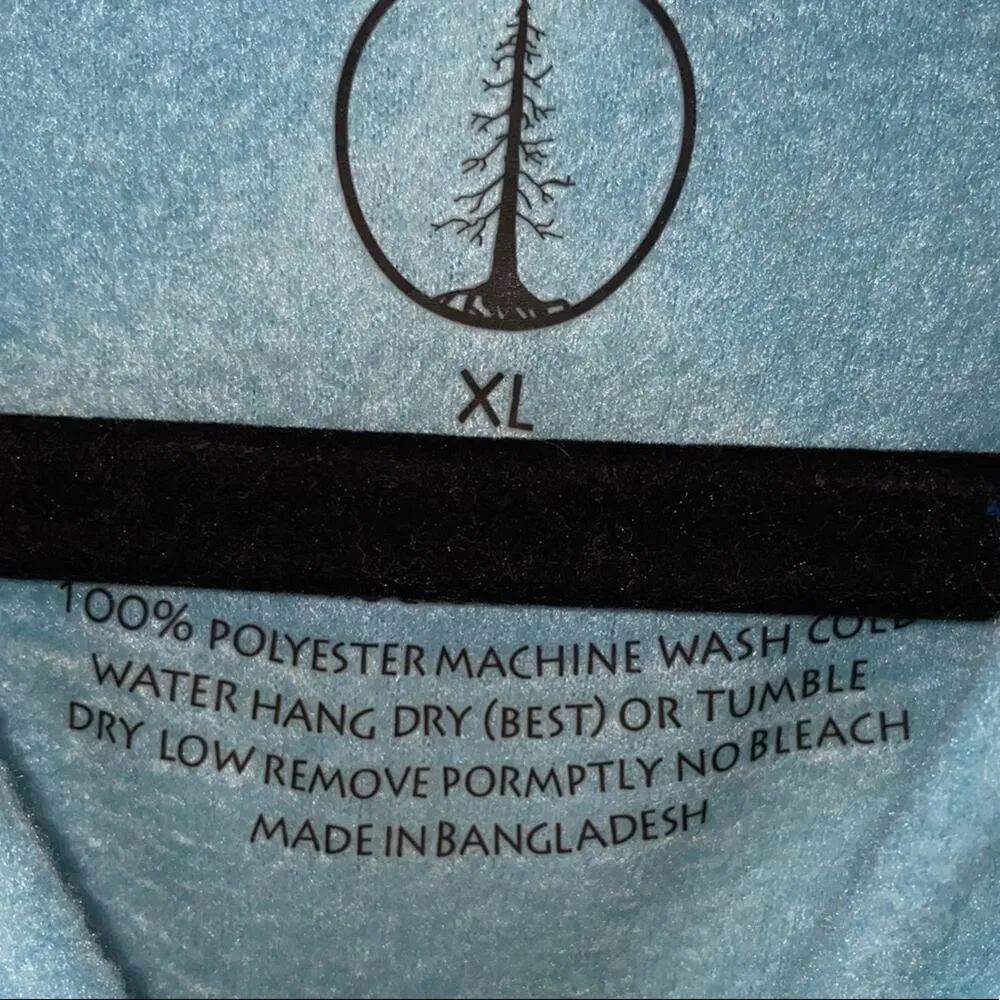 XL
100% POLYESTER MACHINE WASH COLD
WATER HANG DRY (BEST) OR TUMBLE
DRY LOW REMOVE PORMPTLY NO BLEACH
MADE IN BANGLADESH